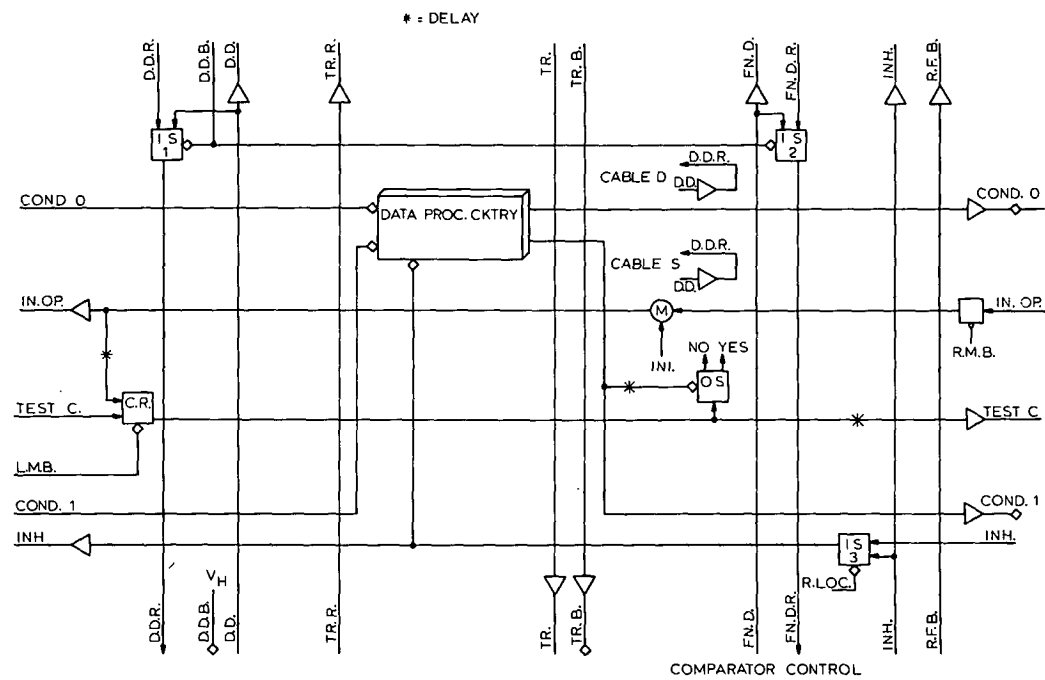 * = DELAY
D.D.R.
D.D.B.
D.D.
TR. R.
TR.
TR. B.
FN. D.
FN. D. R.
INH.
R.F. B.
I S
1
I S
2
D.D.R.
CABLE D
D.D.
COND 0
DATA PROC. CKTRY
COND. 0
D.D.R.
CABLE S
D.D.
IN. OP.
M
IN. OP.
INI.
R.M.B.
NO YES
O S.
C.R.
TEST C.
TEST C
L.M.B.
COND. 1
COND. 1
INH
I S
3
INH.
R.LOC.
VH
D.D.R.
D.D.B.
D.D.
TR. R.
TR.
TR. B.
FN. D.
FN.D.R.
INH.
R.F. B.
COMPARATOR CONTROL